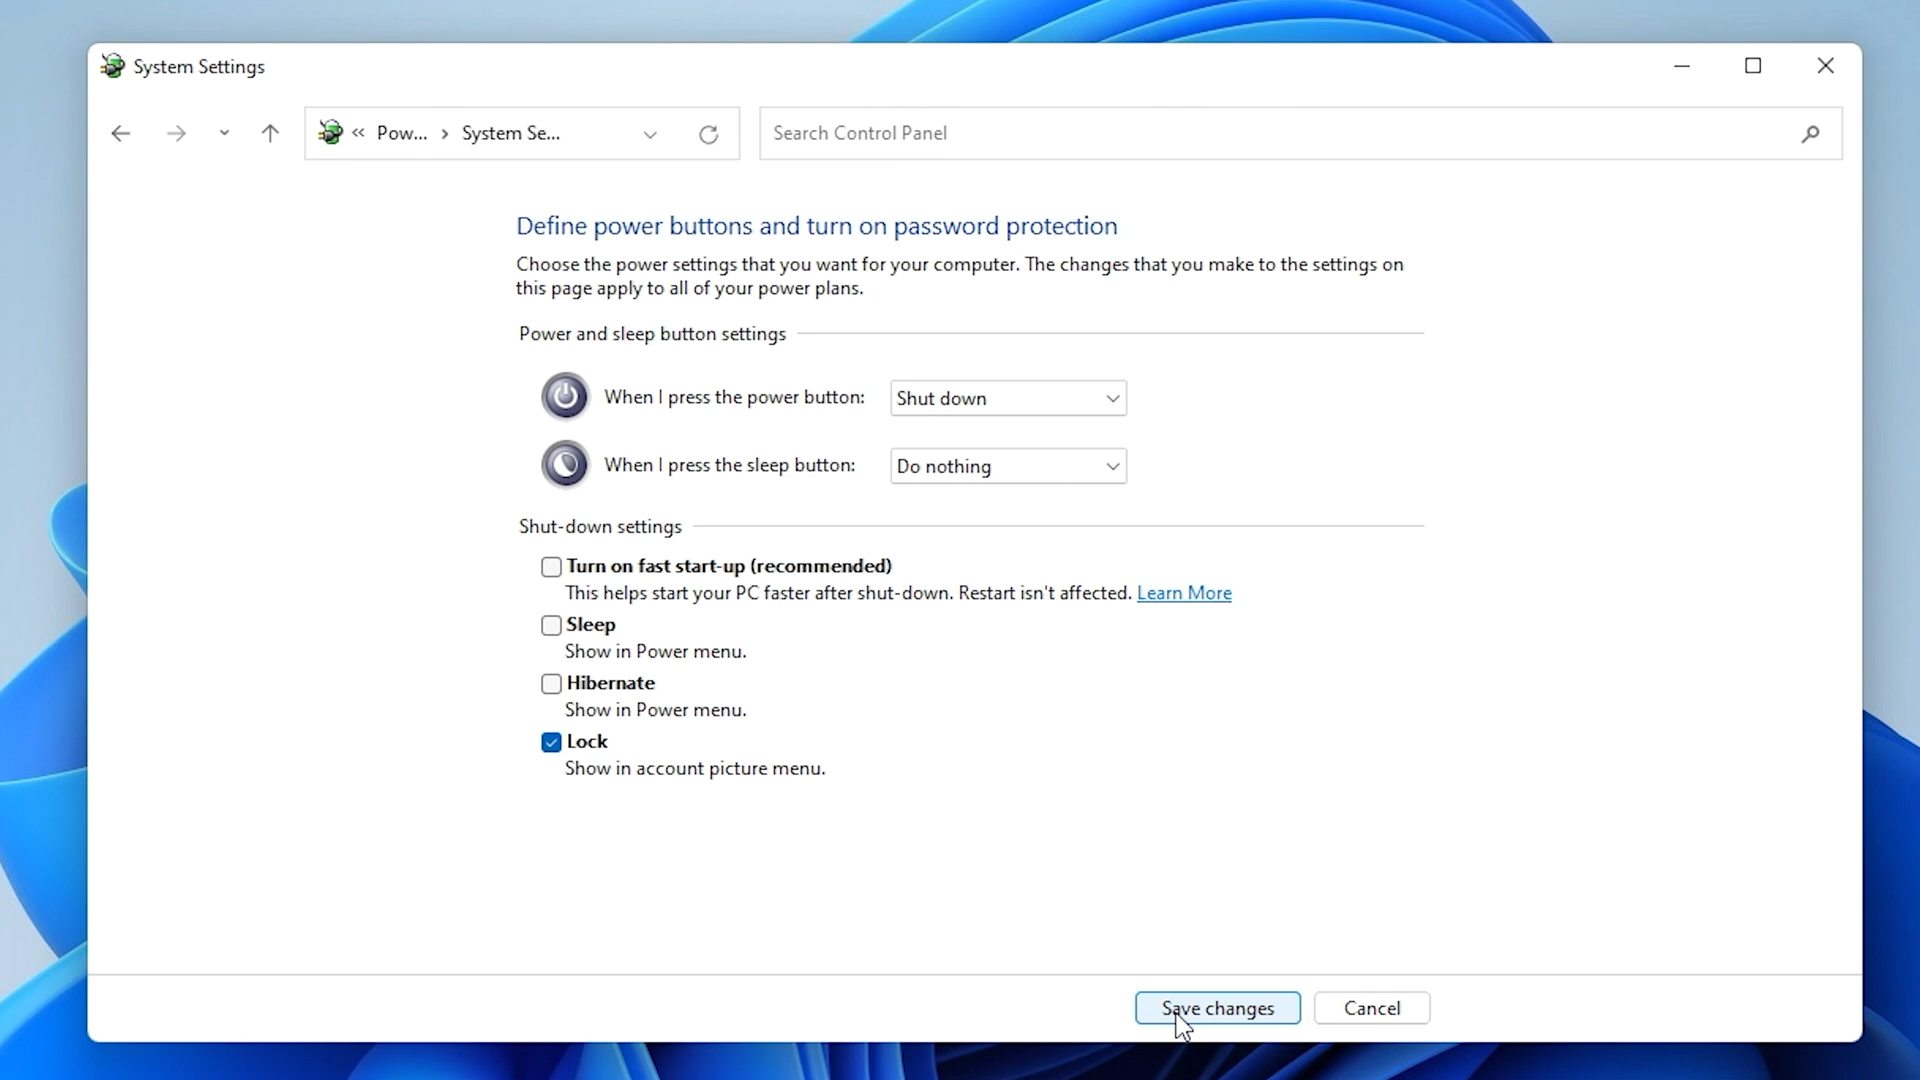 System Settings
« Pow... › System Se...
Search Control Panel
Define power buttons and turn on password protection
Choose the power settings that you want for your computer. The changes that you make to the settings on
this page apply to all of your power plans.
Power and sleep button settings
When I press the power button: Shut down
When I press the sleep button: Do nothing
Shut-down settings
Turn on fast start-up (recommended)
This helps start your PC faster after shut-down. Restart isn't affected. Learn More
Sleep
Show in Power menu.
Hibernate
Show in Power menu.
Lock
Show in account picture menu.
Save changes Cancel